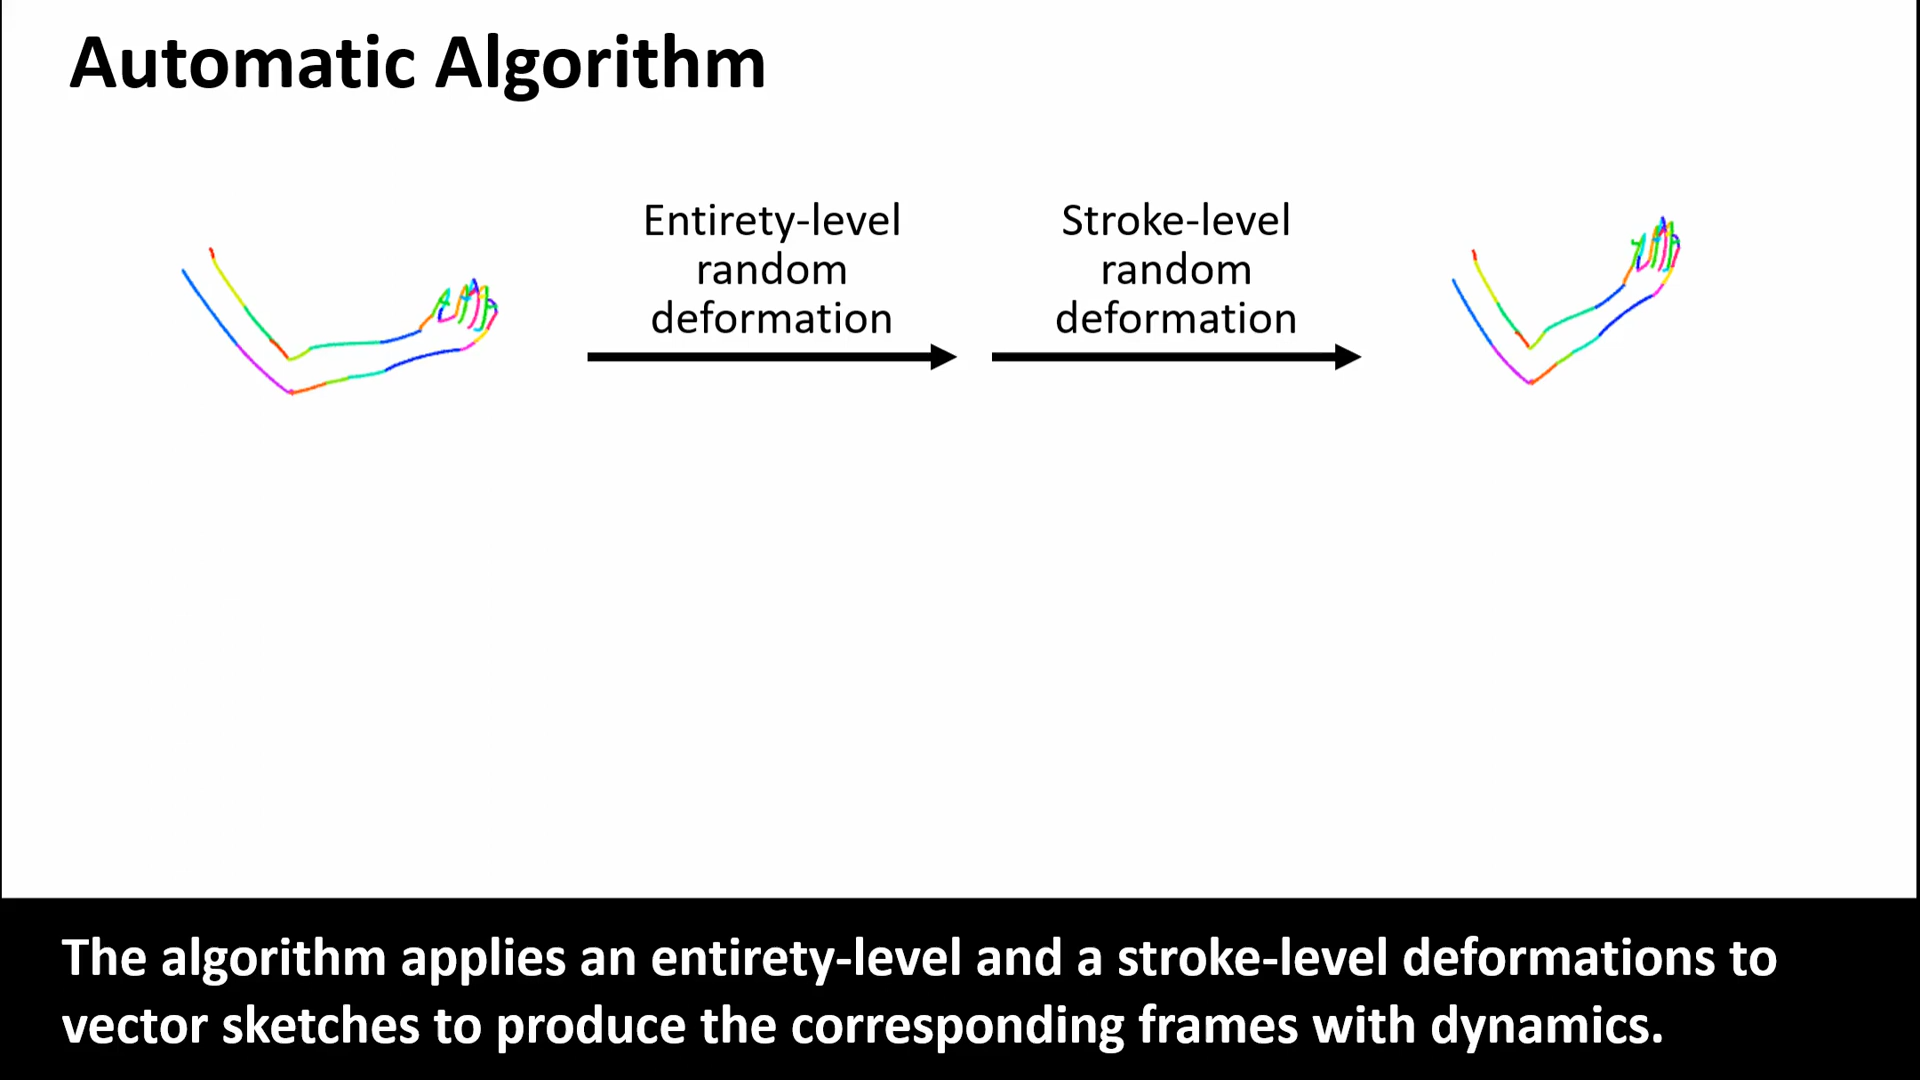 Automatic Algorithm
Entirety-level
random
deformation
Stroke-level
random
deformation
The algorithm applies an entirety-level and a stroke-level deformations to
vector sketches to produce the corresponding frames with dynamics.